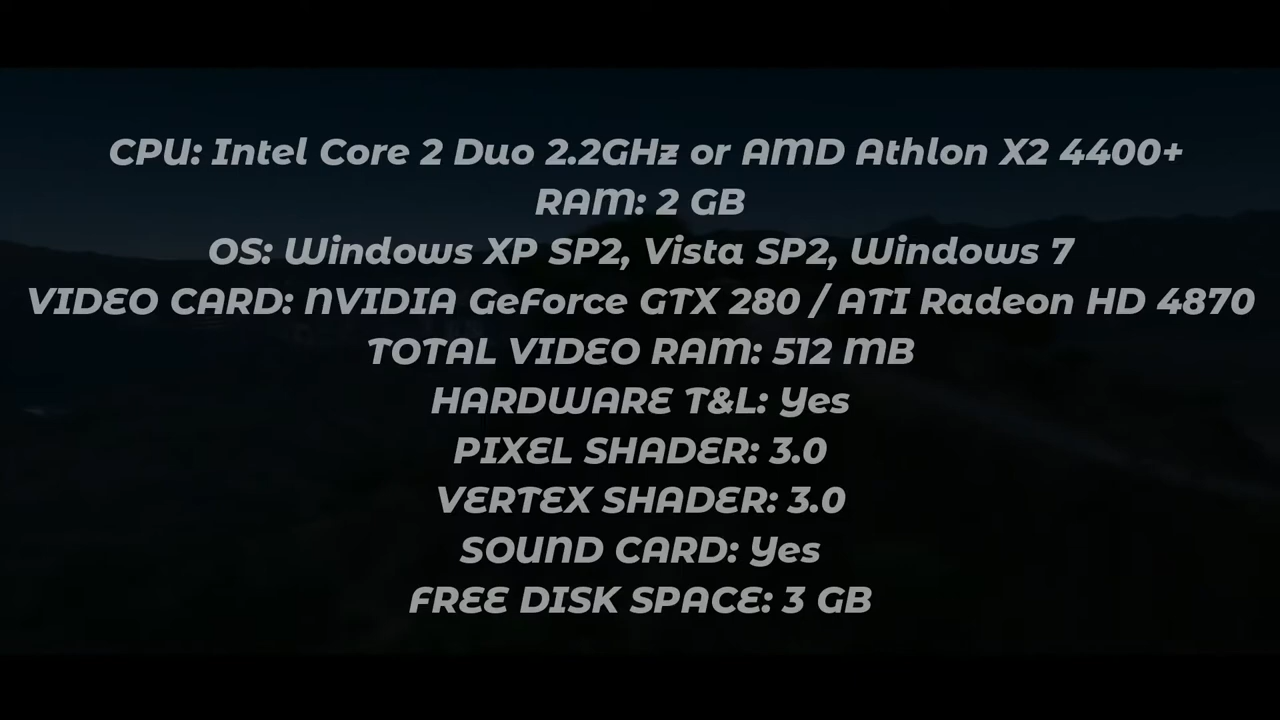 CPU: Intel Core 2 Duo 2.2GHz or AMD Athlon X2 4400+
RAM: 2 GB
OS: Windows XP SP2, Vista SP2, Windows 7
VIDEO CARD: NVIDIA GeForce GTX 280 / ATI Radeon HD 4870
TOTAL VIDEO RAM: 512 MB
HARDWARE T&L: Yes
PIXEL SHADER: 3.0
VERTEX SHADER: 3.0
SOUND CARD: Yes
FREE DISK SPACE: 3 GB